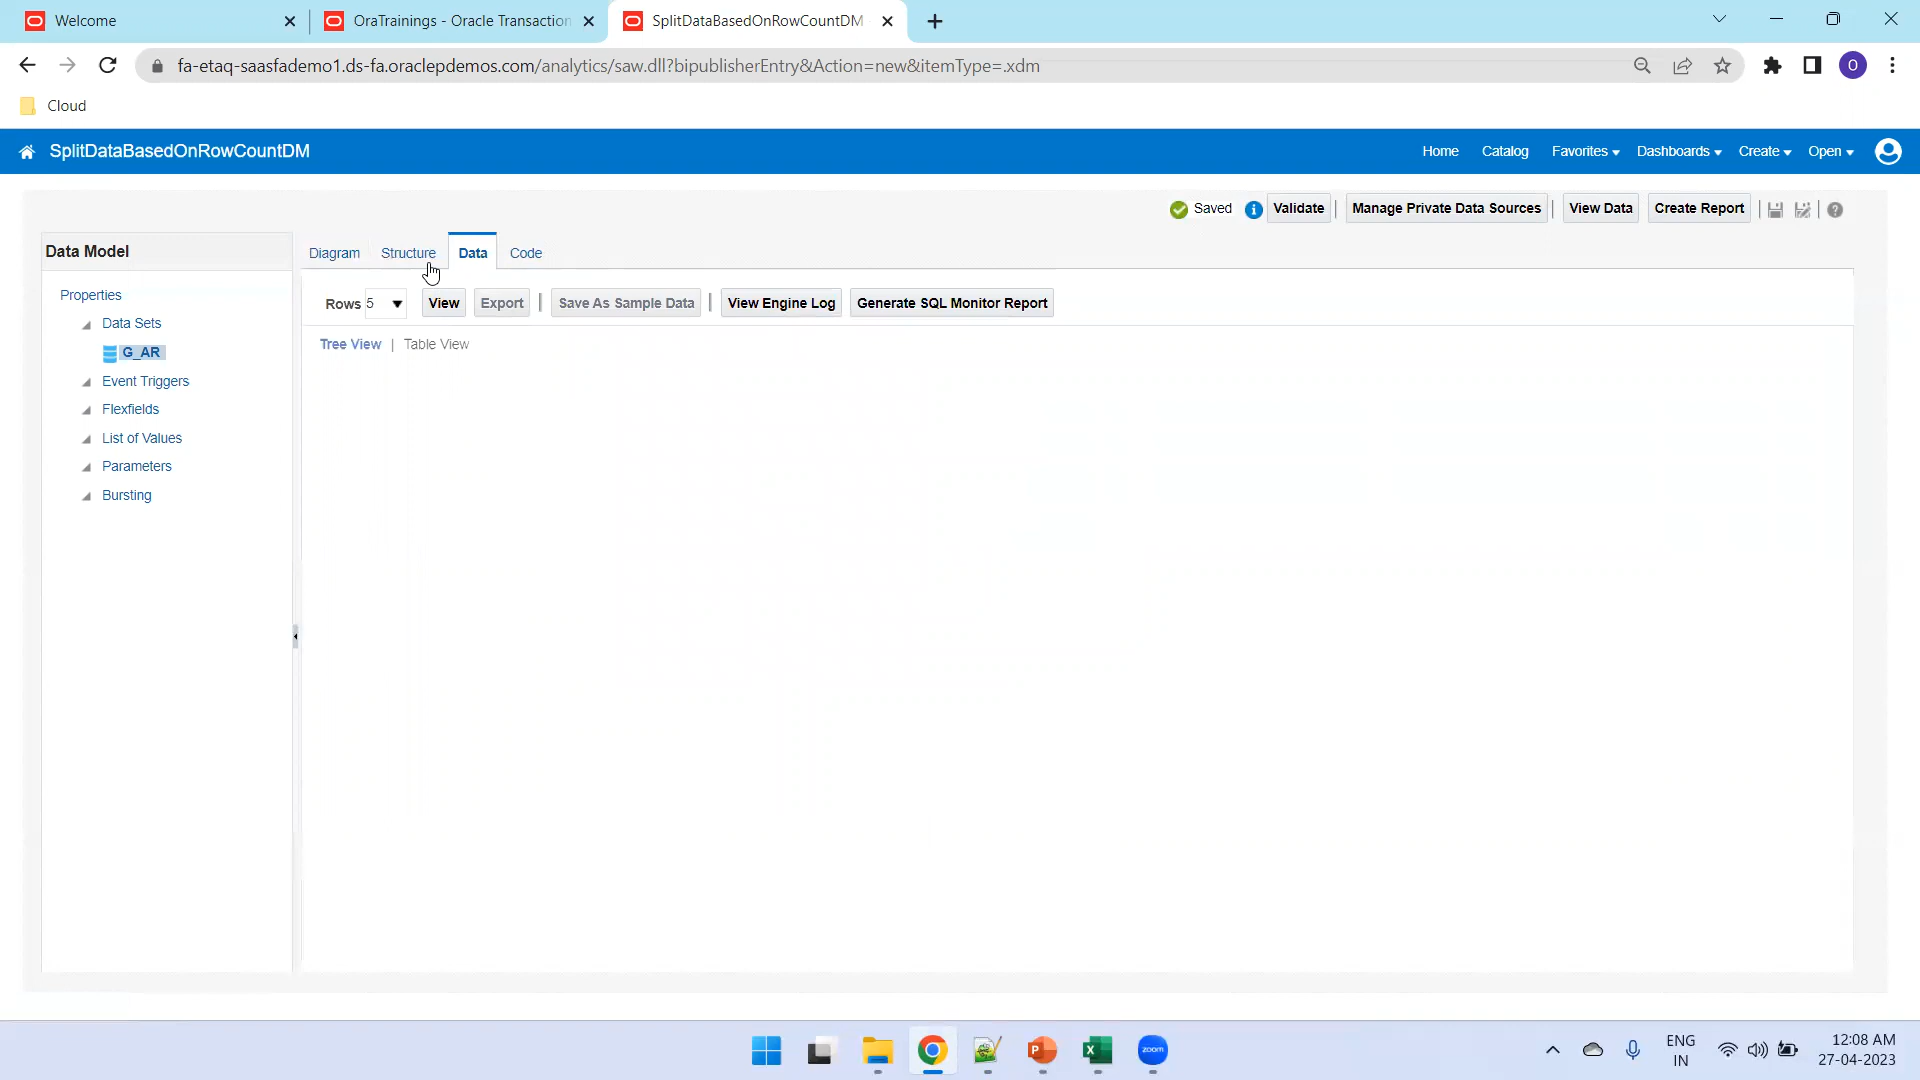 Welcome
OraTrainings - Oracle Transaction
SplitDataBasedOnRowCountDM
fa-etaq-saasfademo1.ds-fa.oraclepdemos.com/analytics/saw.dll?bipublisherEntry&Action=new&itemType=.xdm
O
Cloud
SplitDataBasedOnRowCountDM
Home Catalog Favorites Dashboards Create Open
Saved Validate Manage Private Data Sources View Data Create Report
Data Model
Diagram Structure Data Code
Properties
Data Sets
G_AR
Event Triggers
Flexfields
List of Values
Parameters
Bursting
Rows 5 View Export Save As Sample Data View Engine Log Generate SQL Monitor Report
Tree View | Table View
zoom
ENG
IN
12:08 AM
27-04-2023